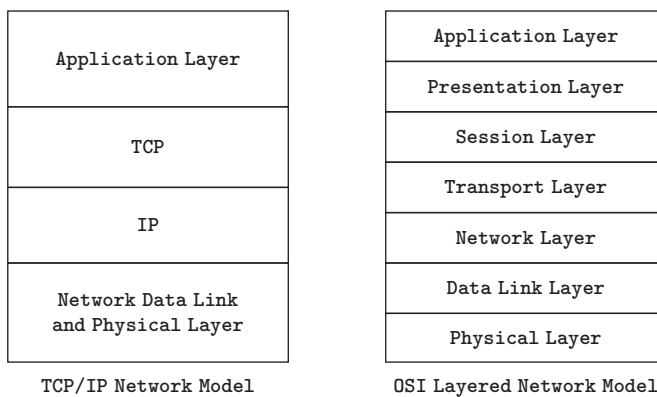 Application Layer
TCP
IP
Network Data Link
and Physical Layer
TCP/IP Network Model
Application Layer
Presentation Layer
Session Layer
Transport Layer
Network Layer
Data Link Layer
Physical Layer
OSI Layered Network Model